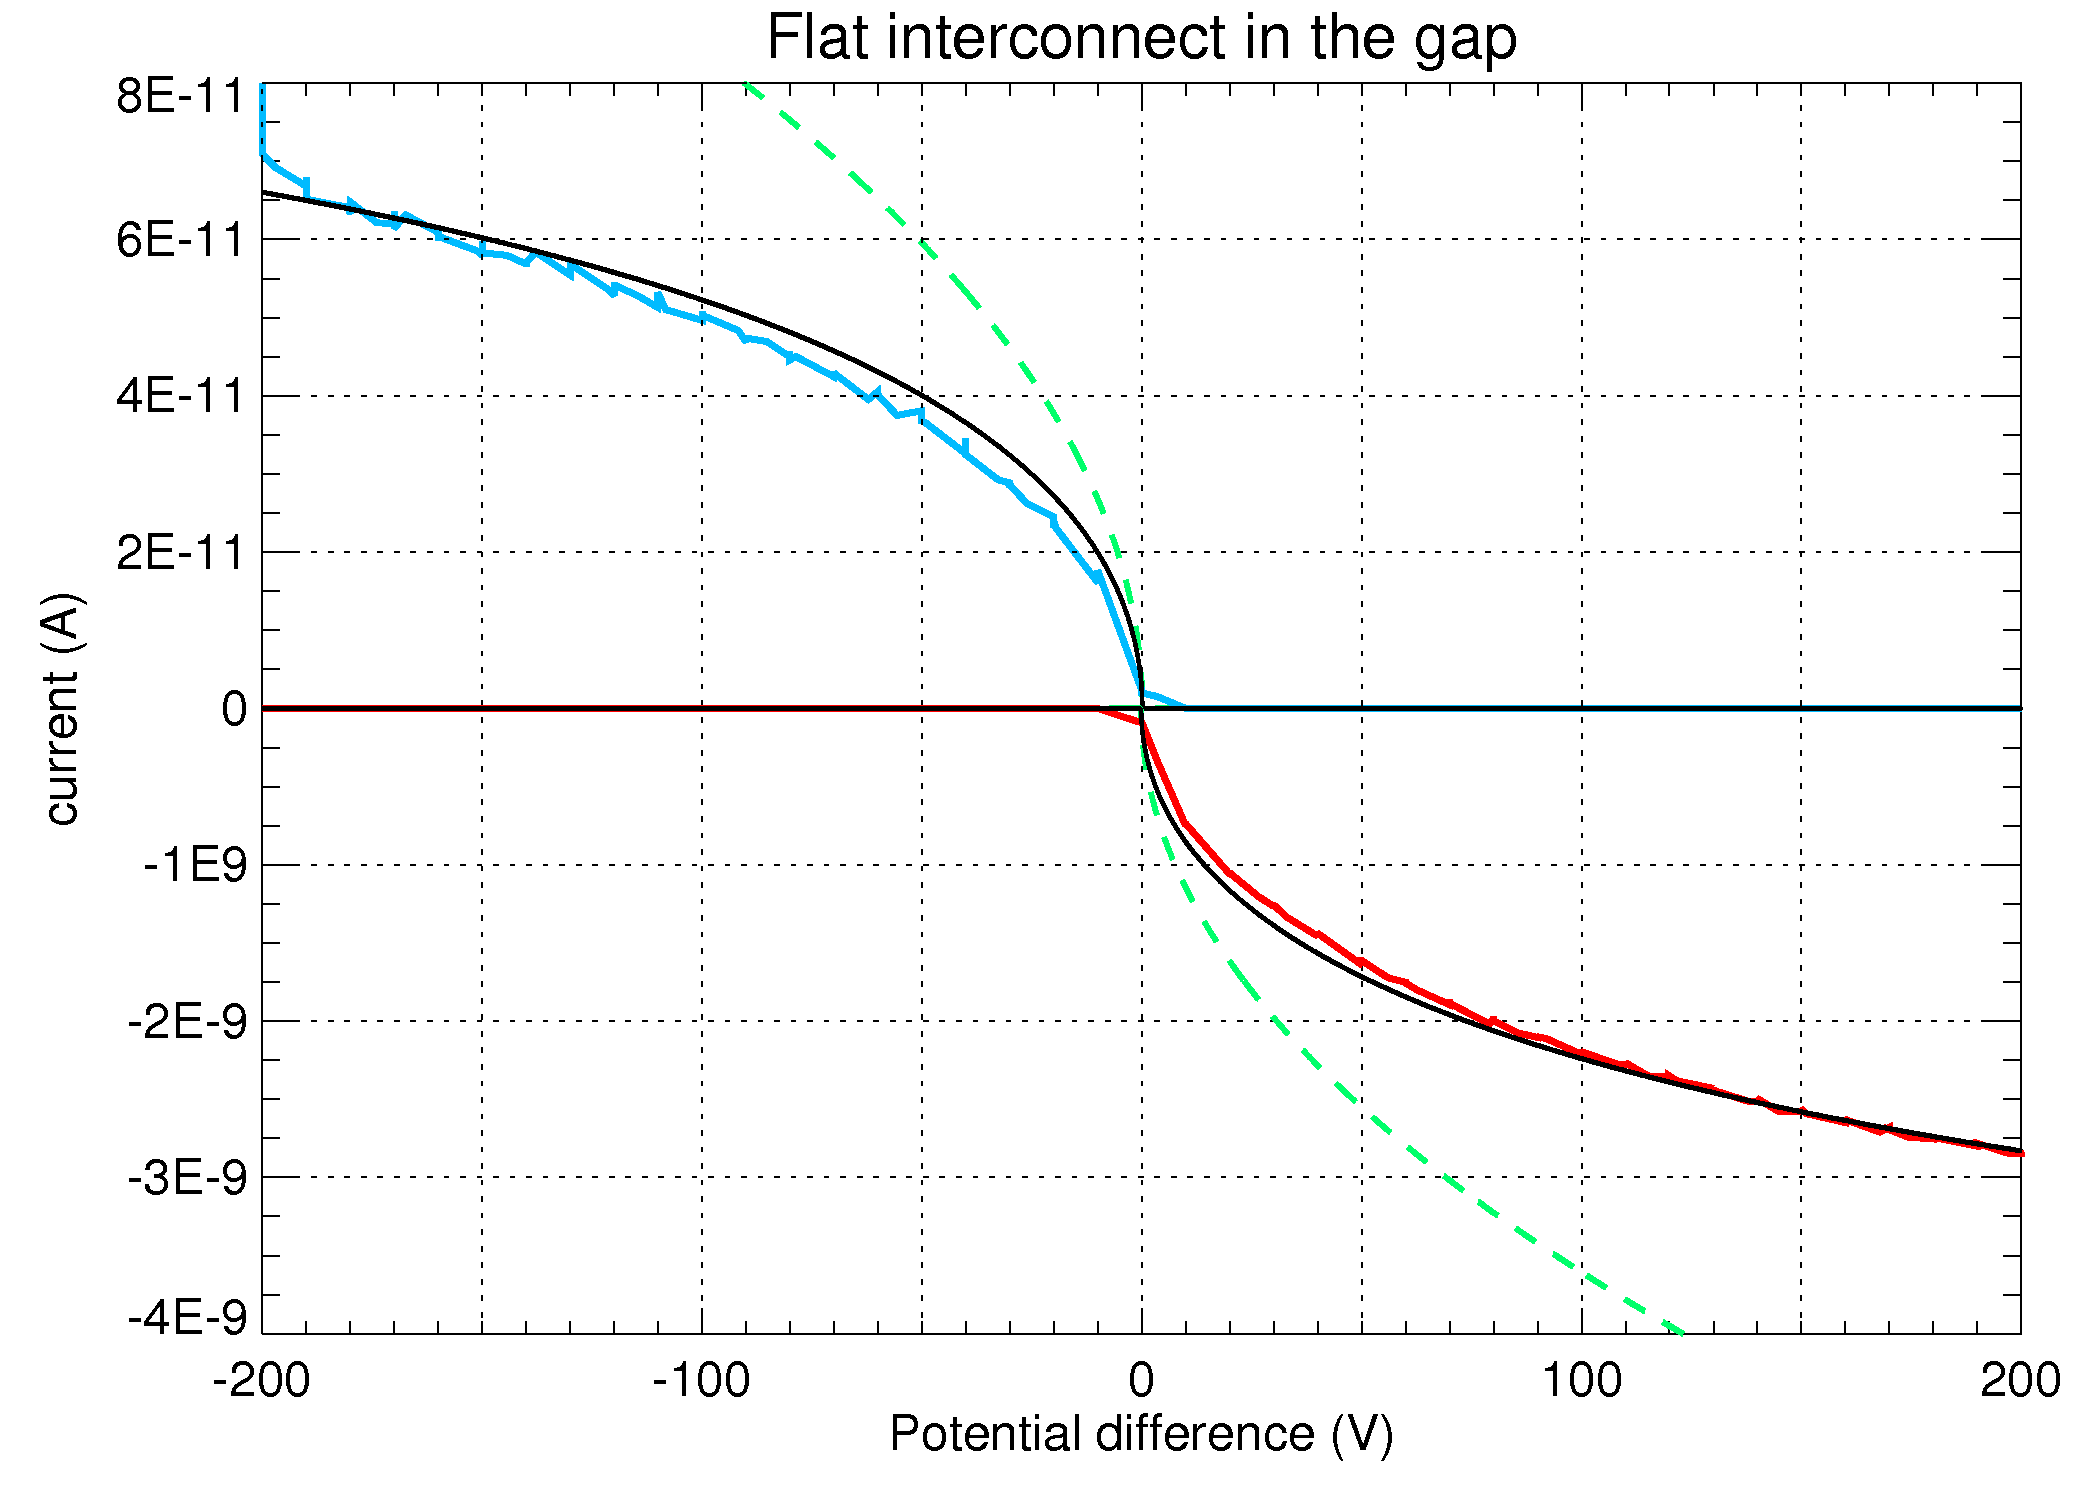 Flat interconnect in the gap
8E-11
6E-11
4E-11
2E-11
0
-1E9
-2E-9
-3E-9
-4E-9
current (A)
-200 -100 0 100 200
Potential difference (V)